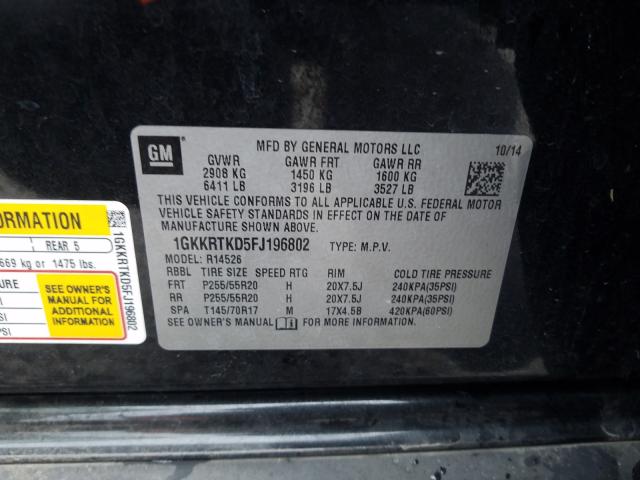 GM
MFD BY GENERAL MOTORS LLC 10/14
GVWR GAWR FRT GAWR RR
2908 KG 1450 KG 1600 KG
6411 LB 3196 LB 3527 LB
THIS VEHICLE CONFORMS TO ALL APPLICABLE U.S. FEDERAL MOTOR
VEHICLE SAFETY STANDARDS IN EFFECT ON THE DATE OF
MANUFACTURE SHOWN ABOVE.
1GKKRTKD5FJ196802 TYPE: M.P.V.
MODEL: R14526
RBBL TIRE SIZE SPEED RTG RIM COLD TIRE PRESSURE
FRT P255/55R20 H 20X7.5J 240KPA(35PSI)
RR P255/55R20 H 20X7.5J 240KPA(35PSI)
SPA T145/70R17 M 17X4.5B 420KPA(60PSI)
SEE OWNER'S MANUAL FOR MORE INFORMATION.
ORMATION
REAR 5
669 kg or 1475 lbs.
SI
PSI
SEE OWNER'S
MANUAL FOR
ADDITIONAL
INFORMATION
1GKKRTKD5FJ196802